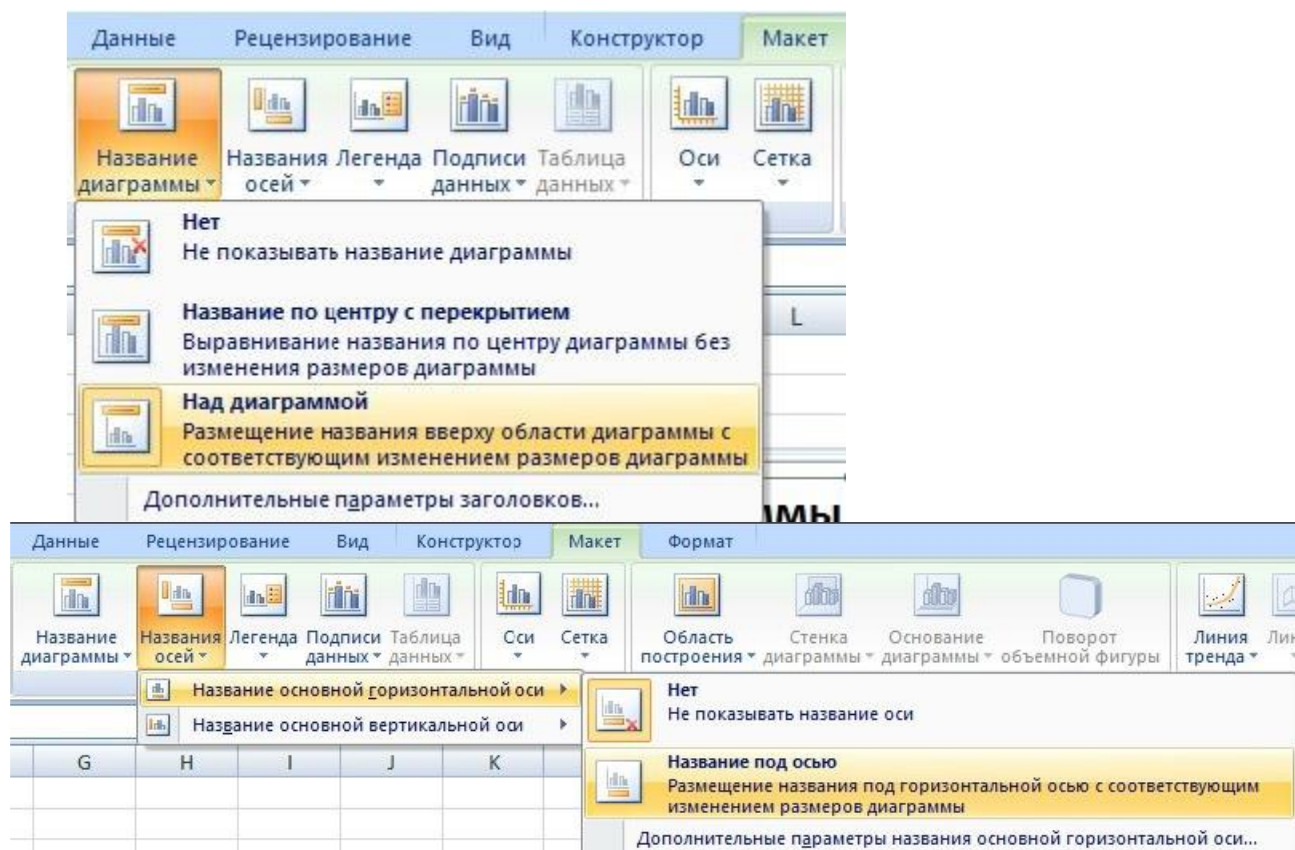 Данные Рецензирование Вид Конструктор Макет
Название Названия Легенда Подписи Таблица Оси Сетка
диаграммы осей данных данных
Нет
Не показывать название диаграммы
Название по центру с перекрытием
Выравнивание названия по центру диаграммы без
изменения размеров диаграммы
L
Над диаграммой
Размещение названия вверху области диаграммы с
соответствующим изменением размеров диаграммы
Дополнительные параметры заголовков...
Данные Рецензирование Вид Конструктор Макет Формат
Название Названия Легенда Подписи Таблица Оси Сетка Область Стенка Основание Поворот Линия
диаграммы осей данных данных построения диаграммы диаграммы объемной фигуры тренда
Название основной горизонтальной оси
Название основной вертикальной оси
Нет
Не показывать название оси
G H I J K
Название под осью
Размещение названия под горизонтальной осью с соответствующим
изменением размеров диаграммы
Дополнительные параметры названия основной горизонтальной оси...